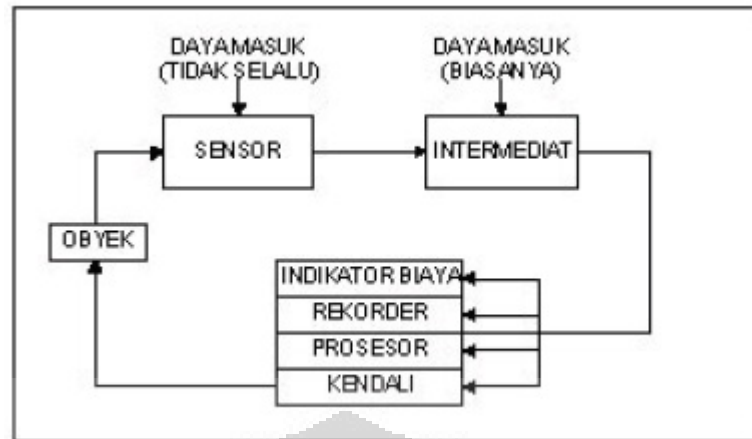 DAYAMASUK
(TIDAK SELALU)
DAYAMASUK
(BIASANYA)
SENSOR
INTERMEDIAT
OBYEK
INDIKATOR BIAYA
REKORDER
PROSESOR
KENDALI